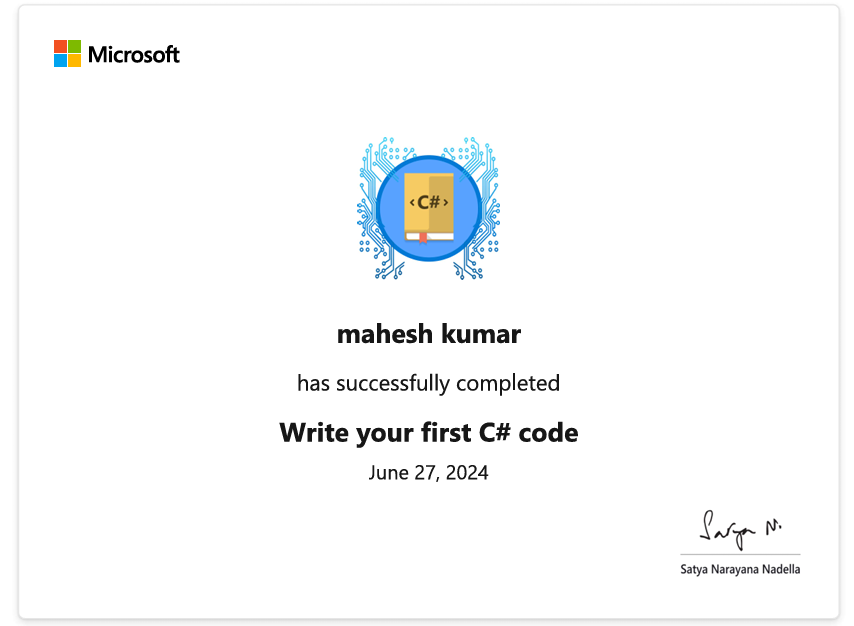 Microsoft
<C#>
mahesh kumar
has successfully completed
Write your first C# code
June 27, 2024
Satya N.
Satya Narayana Nadella